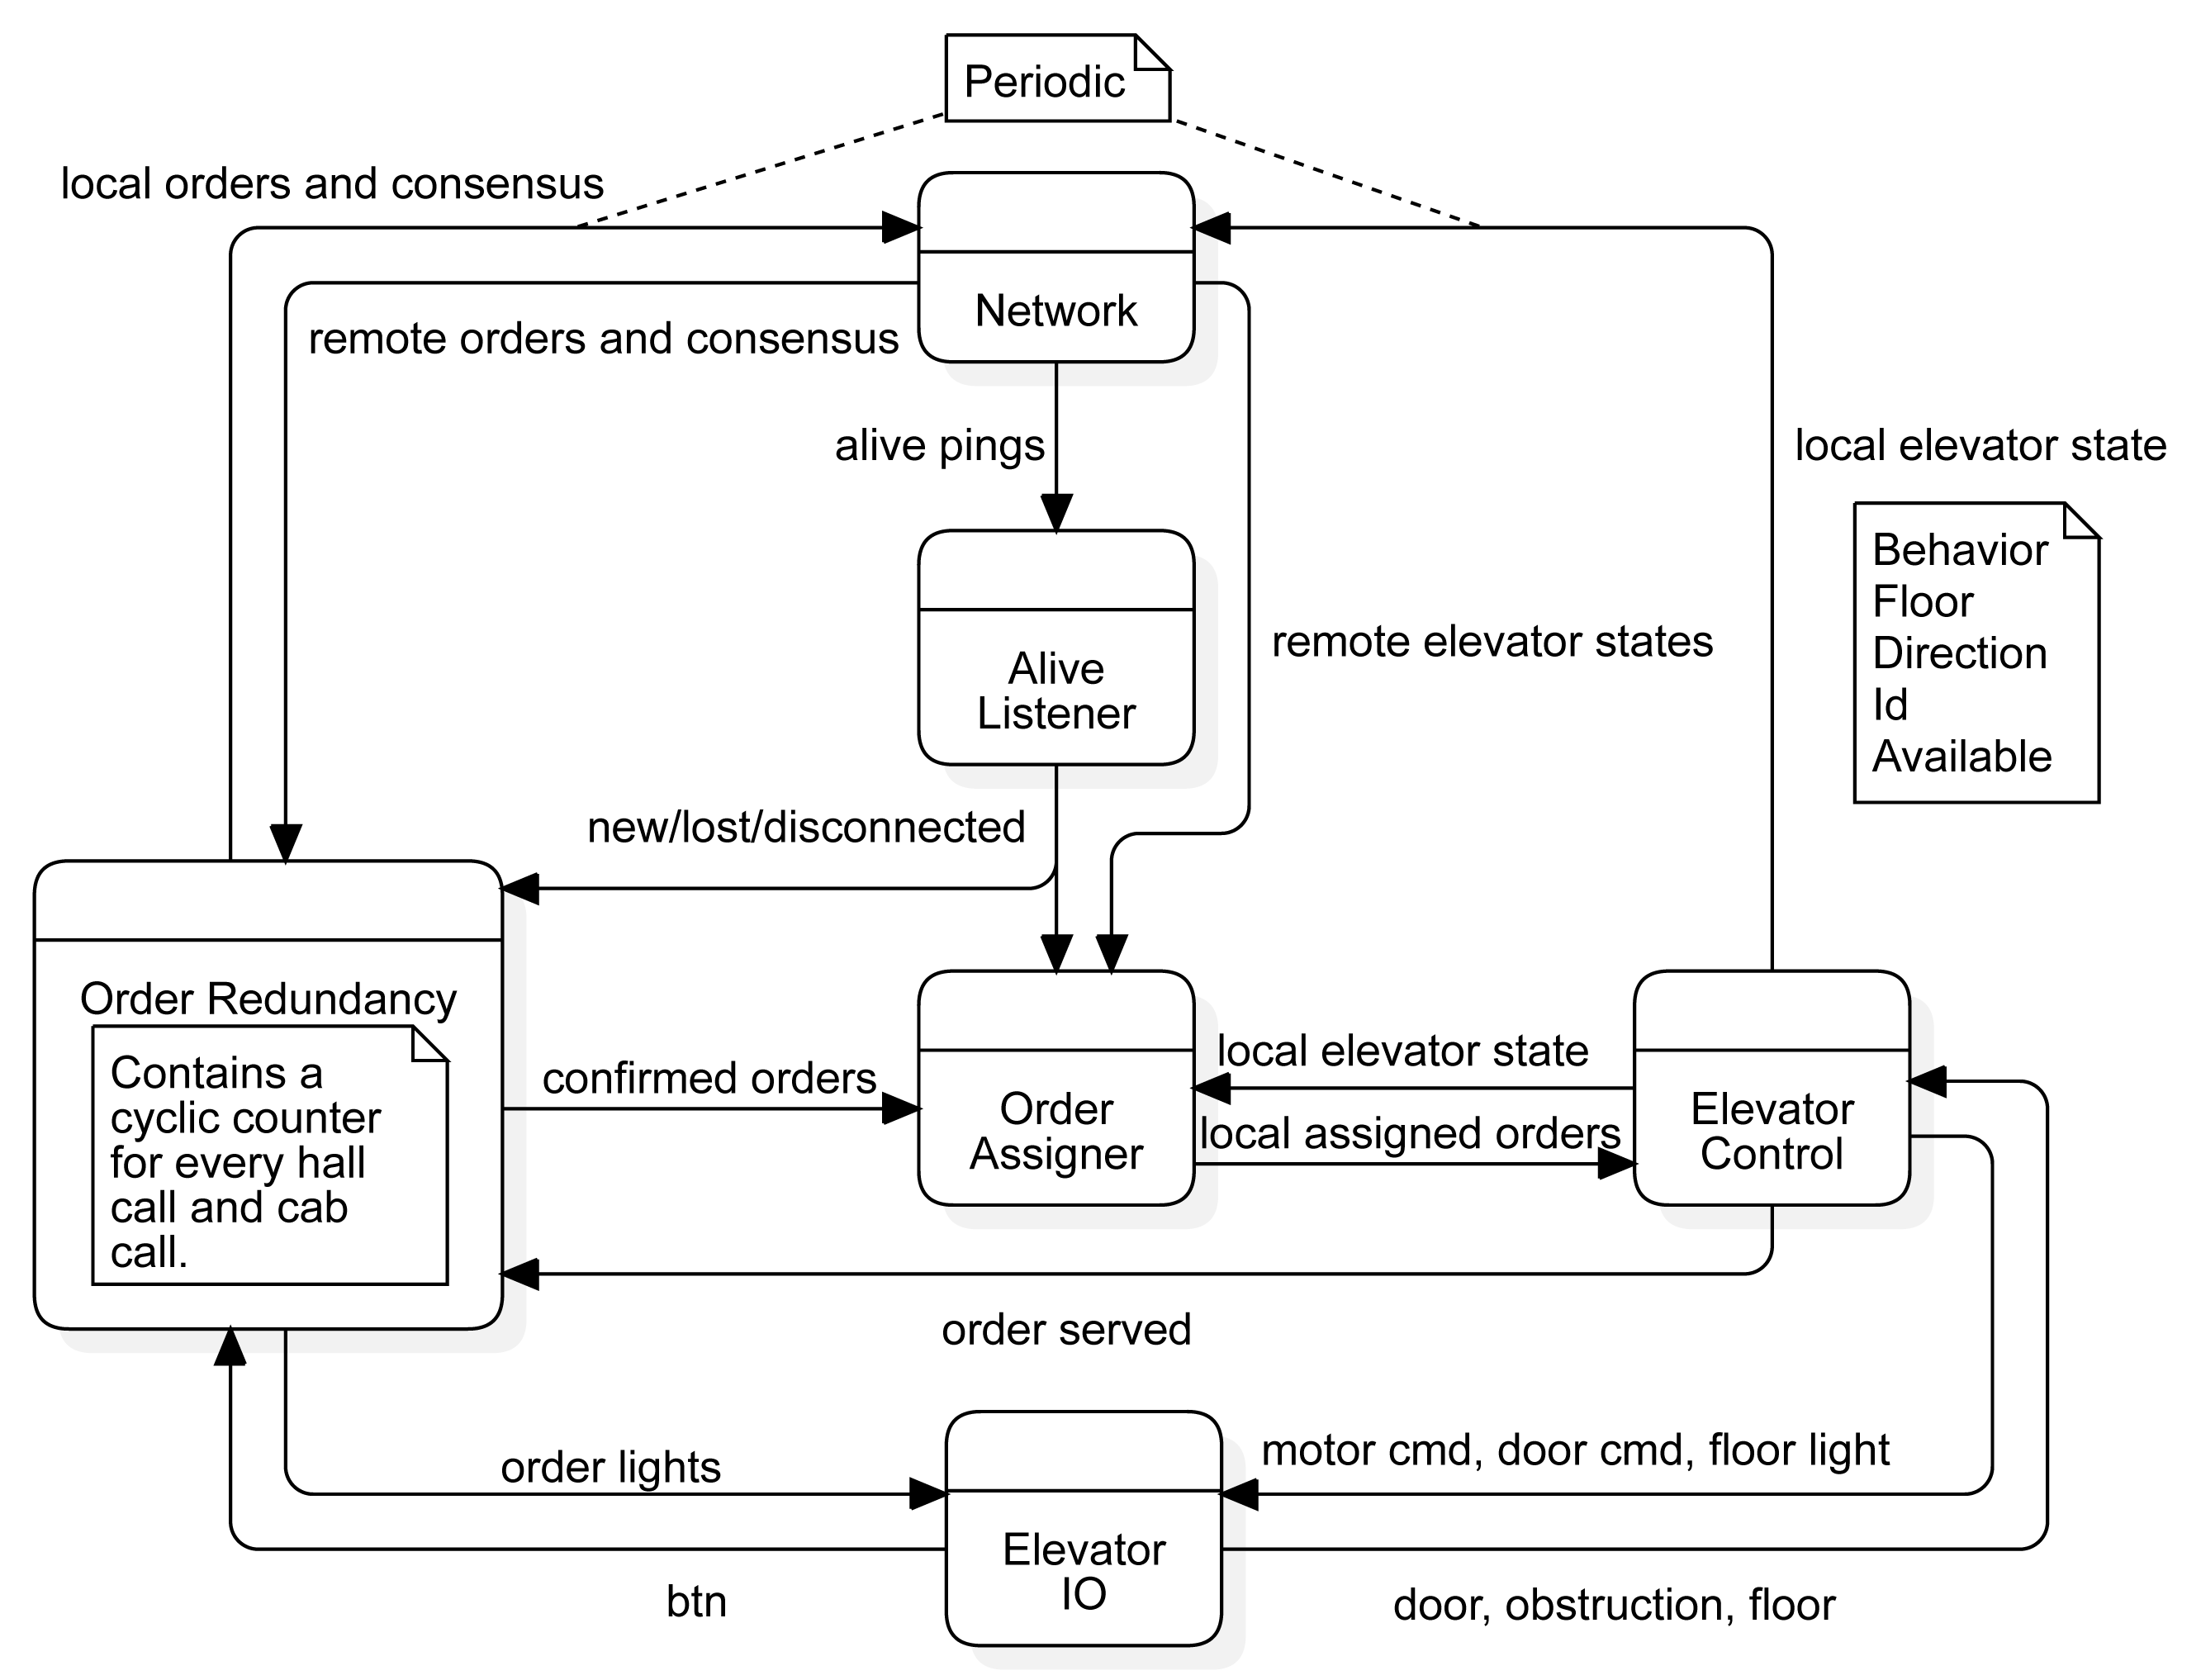 Periodic
local orders and consensus
Network
remote orders and consensus
alive pings
local elevator state
Behavior
Floor
Direction
Id
Available
remote elevator states
Alive
Listener
new/lost/disconnected
Order Redundancy
Contains a
cyclic counter
for every hall
call and cab
call.
confirmed orders
Order
Assigner
local elevator state
local assigned orders
Elevator
Control
order served
order lights
motor cmd, door cmd, floor light
Elevator
IO
btn
door, obstruction, floor